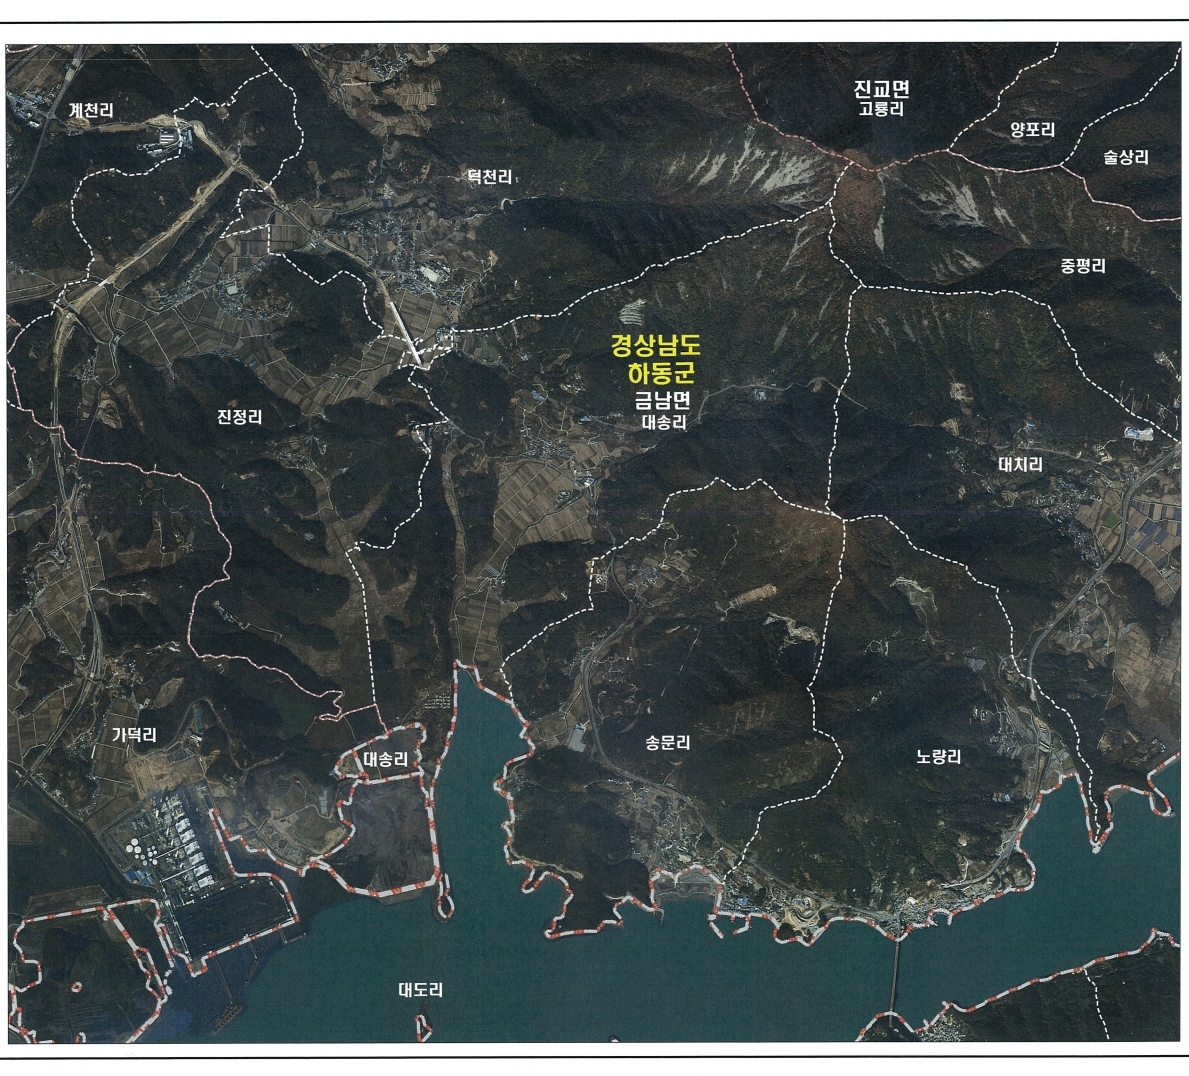 진교면
고룡리
계천리
양포리
술상리
덕천리
중평리
경상남도
하동군
금남면
대송리
진정리
대치리
가덕리
송문리
대송리
노량리
대도리